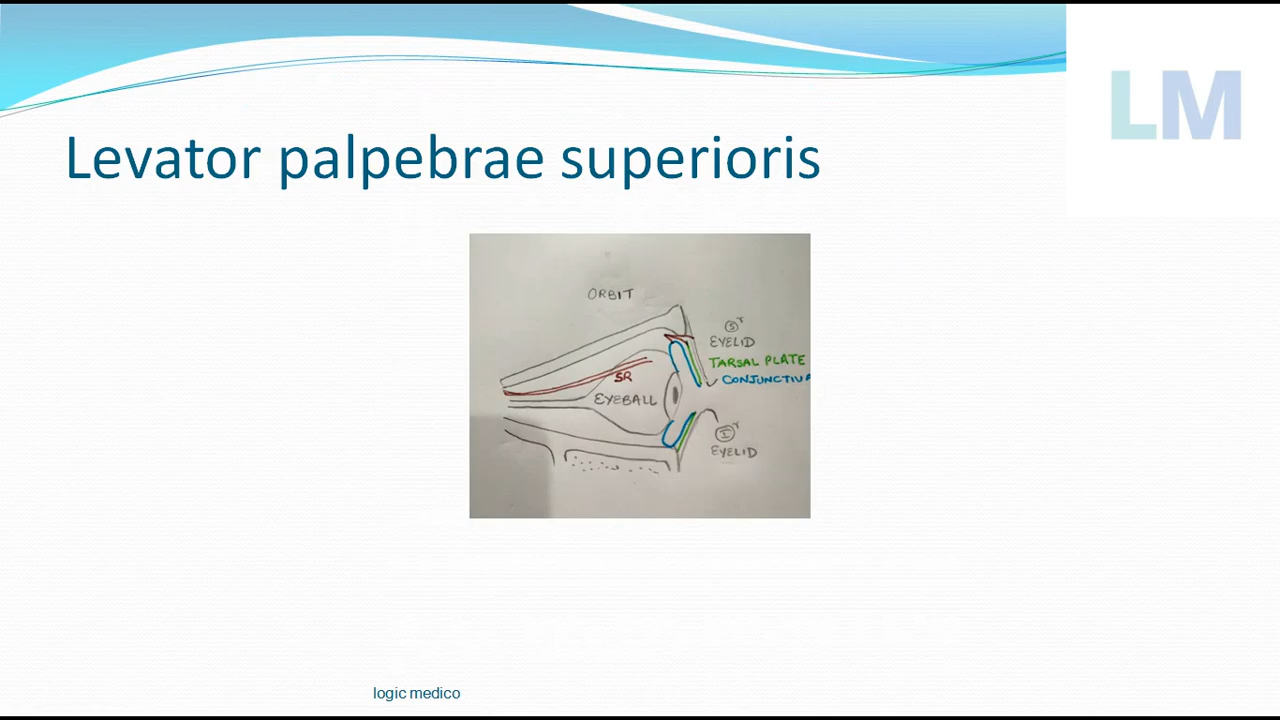 LM
Levator palpebrae superioris
ORBIT
S r
EYELID
TARSAL PLATE
CONJUNCTIVA
SR
EYEBALL
I r
EYELID
logic medico